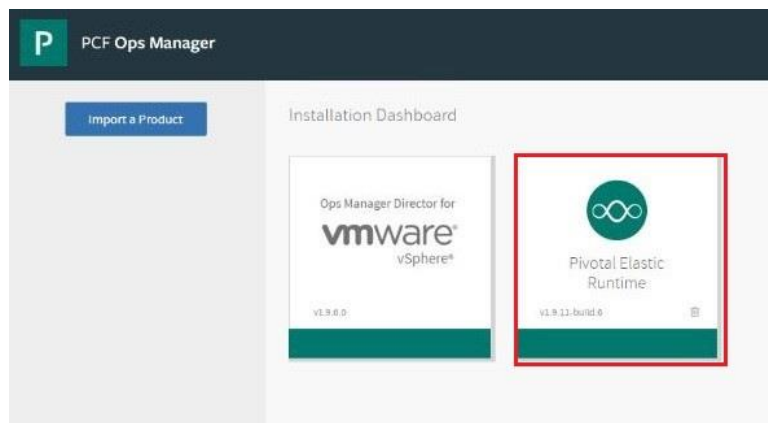 P
PCF Ops Manager
Import a Product
Installation Dashboard
Ops Manager Director for
vmware®
vSphere®
v1.9.6.0
Pivotal Elastic
Runtime
v1.9.11-build.6